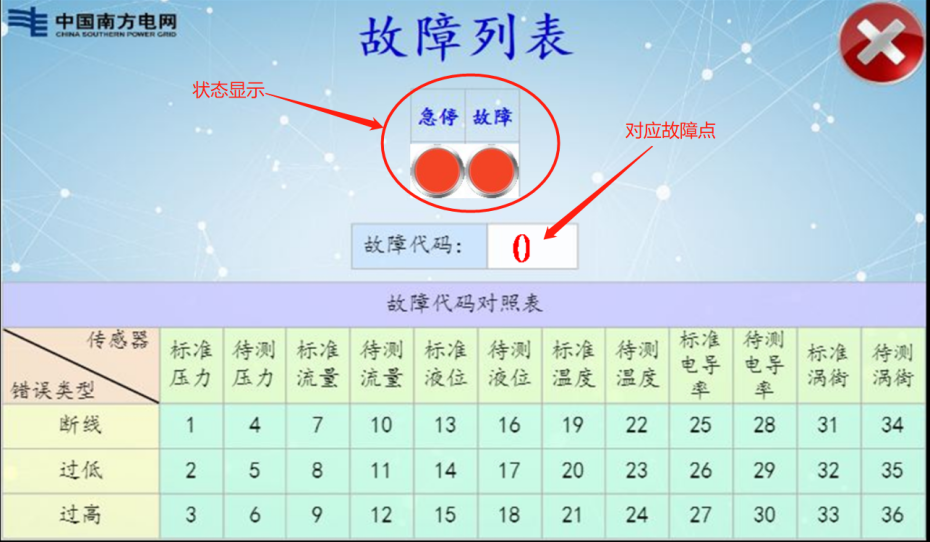 中国南方电网
CHINA SOUTHERN POWER GRID
故障列表
状态显示
急停 故障
对应故障点
故障代码: 0
故障代码对照表
传感器
错误类型
标准压力 待测压力 标准流量 待测流量 标准液位 待测液位 标准温度 待测温度 标准电导率 待测电导率 标准涡街 待测涡街
断线 1 4 7 10 13 16 19 22 25 28 31 34
过低 2 5 8 11 14 17 20 23 26 29 32 35
过高 3 6 9 12 15 18 21 24 27 30 33 36